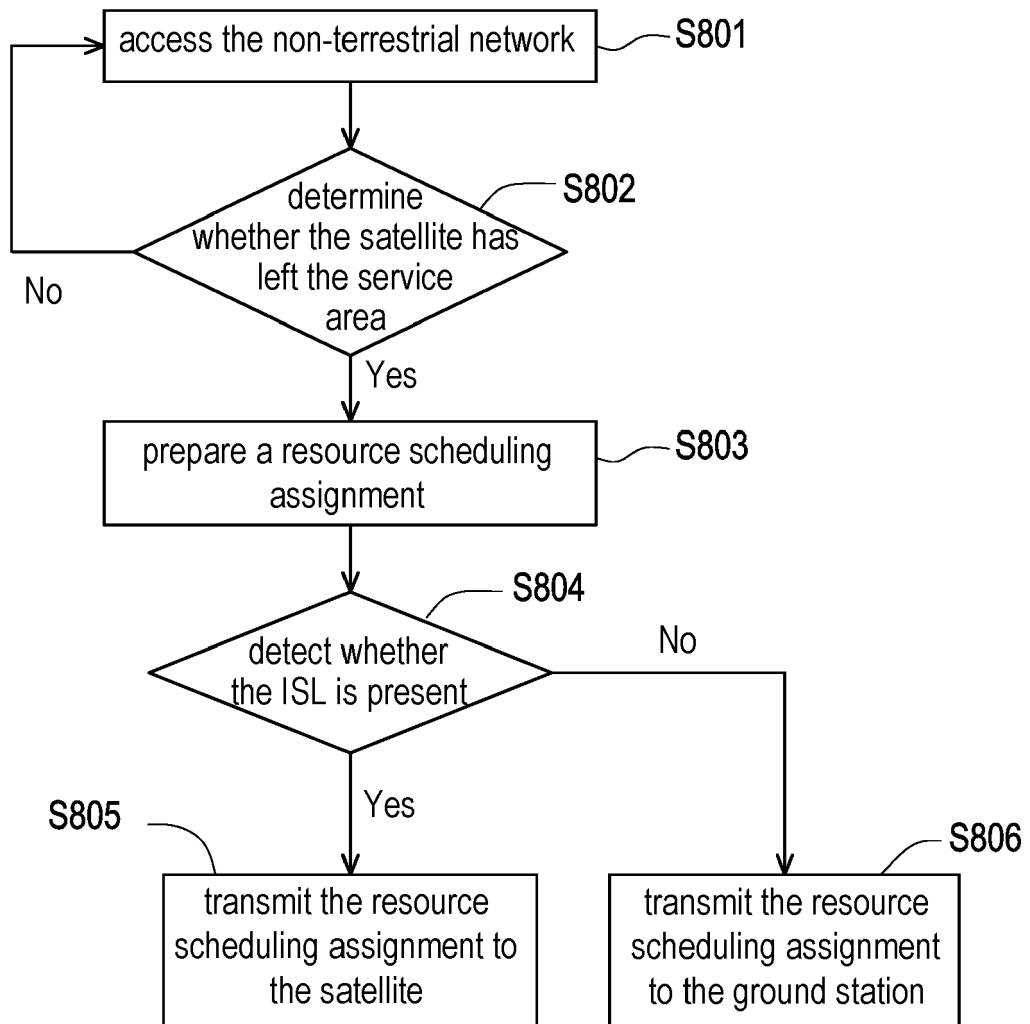 access the non-terrestrial network
S801
determine
whether the satellite has
left the service
area
S802
No
Yes
prepare a resource scheduling
assignment
S803
detect whether
the ISL is present
S804
No
Yes
S805
transmit the resource
scheduling assignment to
the satellite
S806
transmit the resource
scheduling assignment
to the ground station